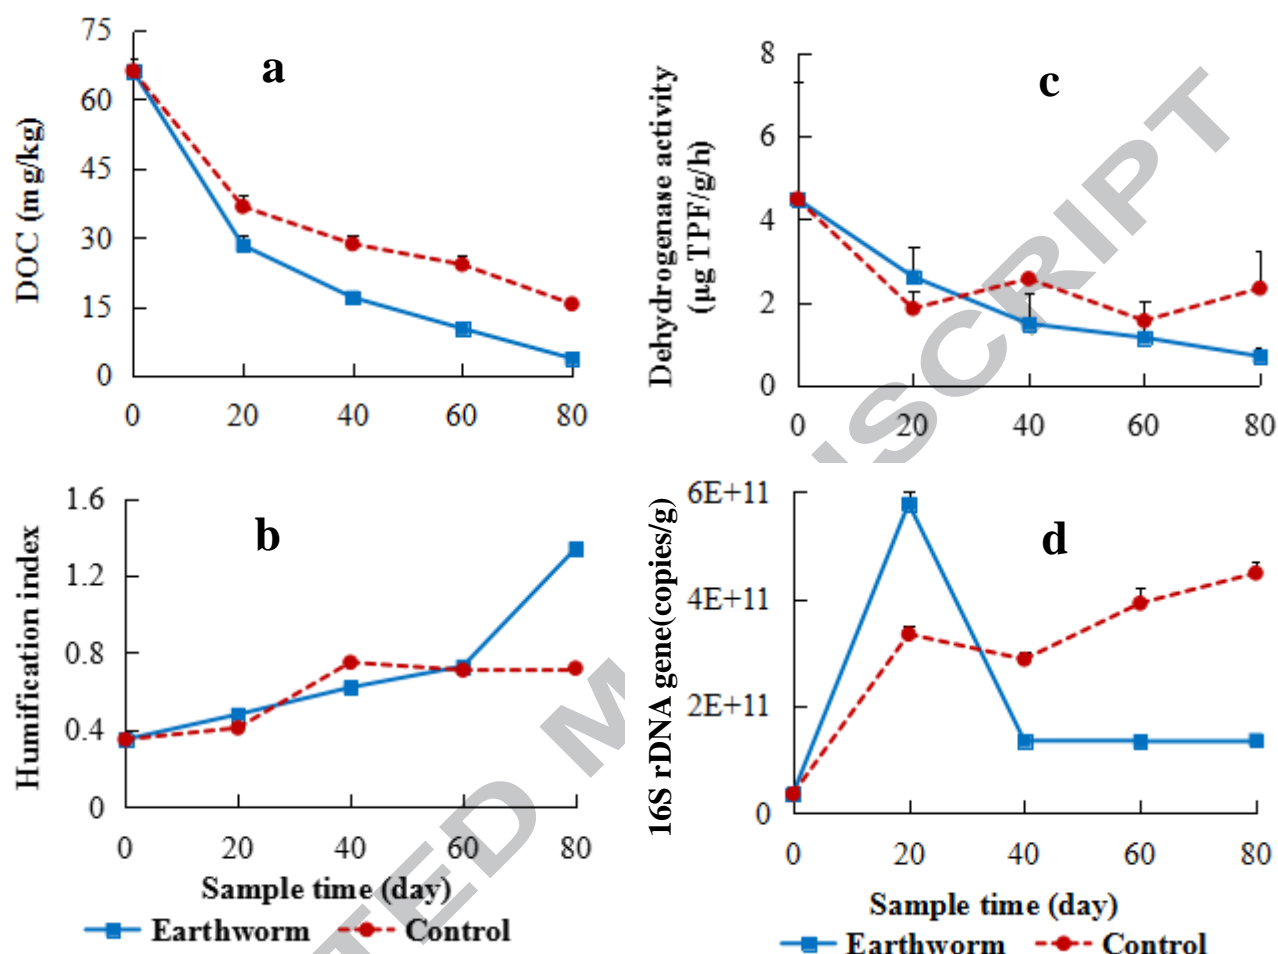 75
60
45
30
15
0
DOC (mg/kg)
a
0 20 40 60 80
8
6
4
2
0
Dehydrogenase activity
(µg TPF/g/h)
c
0 20 40 60 80
1.6
1.2
0.8
0.4
0
Humification index
b
0 20 40 60 80
Sample time (day)
Earthworm Control
6E+11
4E+11
2E+11
0
16S rDNA gene(copies/g)
d
0 20 40 60 80
Sample time (day)
Earthworm Control
TED M
NSCRIPT